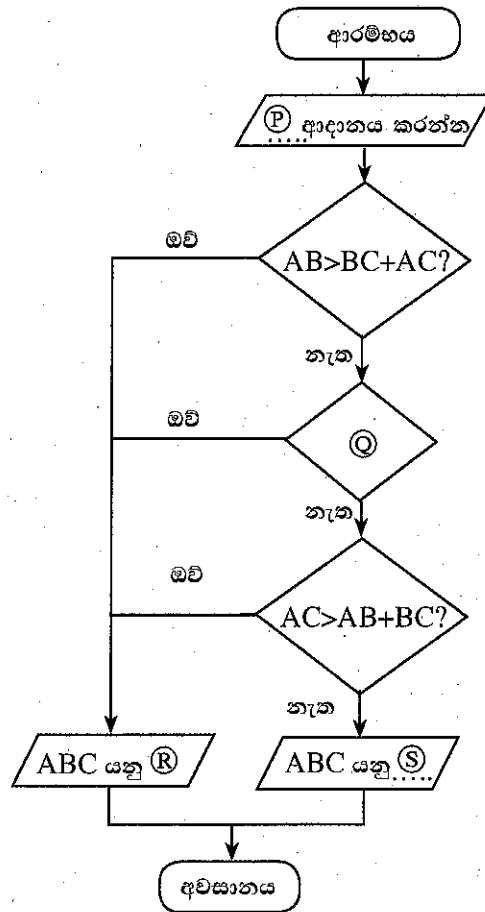 ආරම්භය
Ⓟ ආදානය කරන්න
ඔව්
AB>BC+AC?
නැත
ඔව්
Ⓠ
නැත
ඔව්
AC>AB+BC?
නැත
ABC යනු Ⓡ
ABC යනු Ⓢ
අවසානය